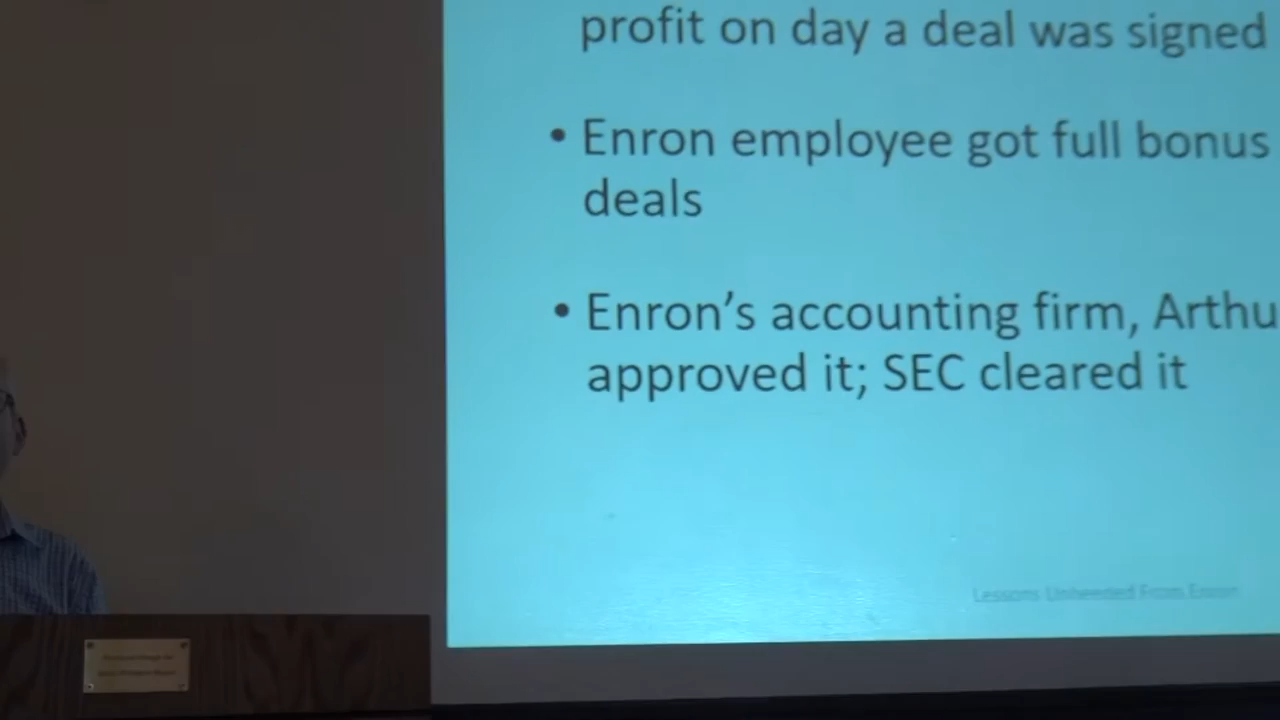 profit on day a deal was signed
• Enron employee got full bonus
deals
• Enron's accounting firm, Arthu
approved it; SEC cleared it
Lessons Unheeded From Enron